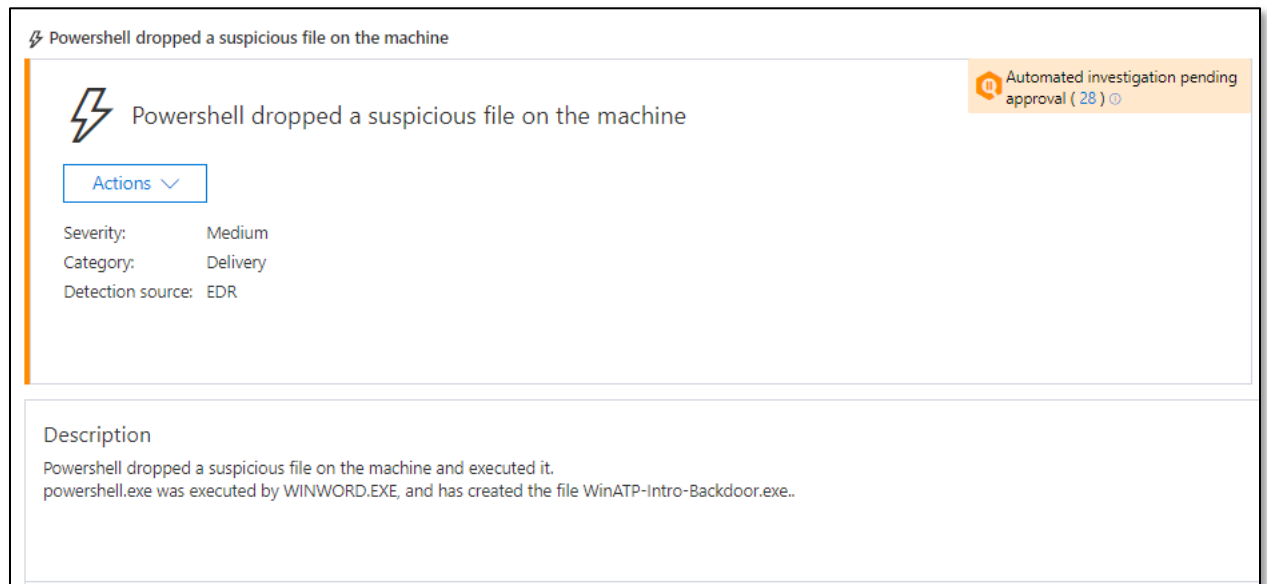 Powershell dropped a suspicious file on the machine
Automated investigation pending
approval ( 28 )
Powershell dropped a suspicious file on the machine
Actions
Severity: Medium
Category: Delivery
Detection source: EDR
Description
Powershell dropped a suspicious file on the machine and executed it.
powershell.exe was executed by WINWORD.EXE, and has created the file WinATP-Intro-Backdoor.exe..